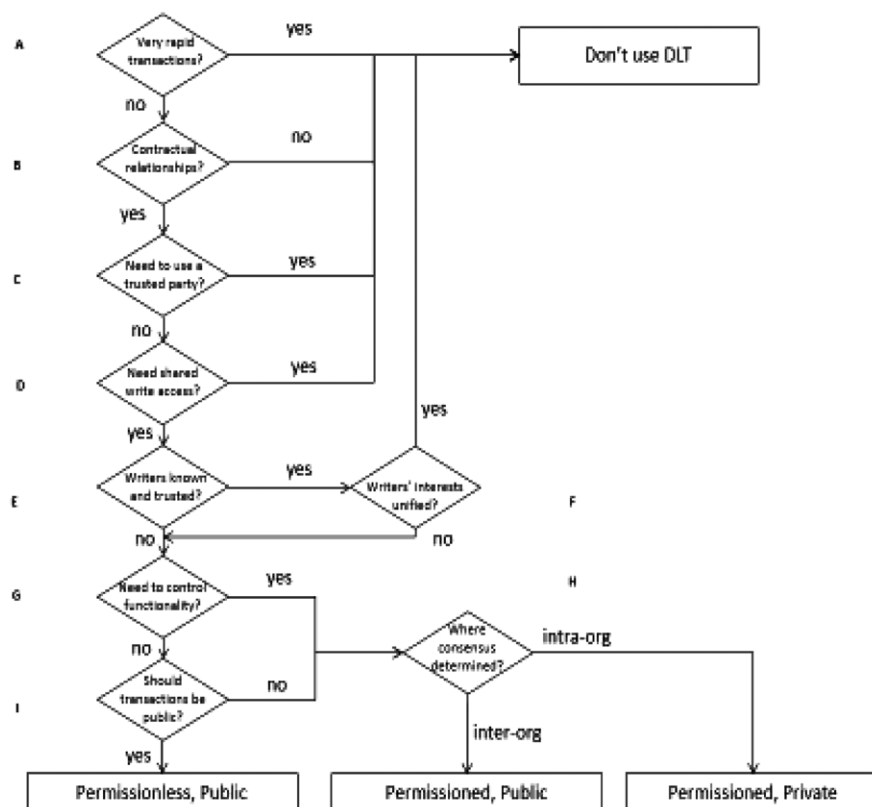 A
Very rapid
transactions?
yes
Don't use DLT
no
B
Contractual
relationships?
no
yes
C
Need to use a
trusted party?
yes
no
D
Need shared
write access?
yes
yes
yes
E
Writers known
and trusted?
yes
Writers' interests
unified?
F
no
no
G
Need to control
functionality?
yes
H
no
Where
consensus
determined?
intra-org
I
Should
transactions be
public?
no
yes
inter-org
Permissionless, Public
Permissioned, Public
Permissioned, Private